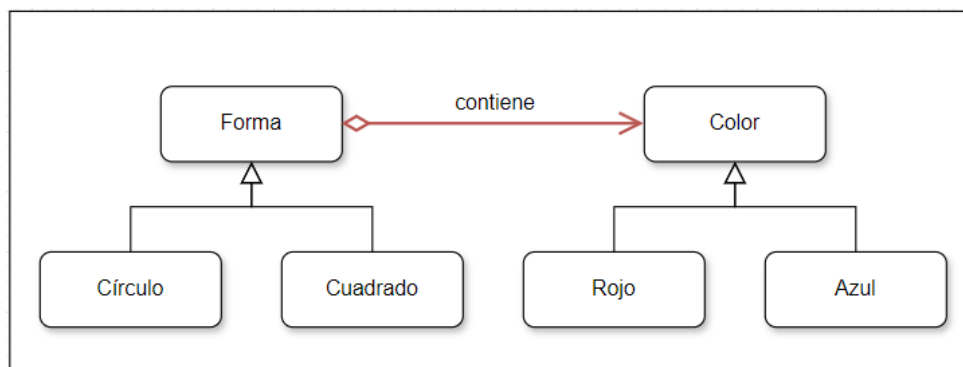 contiene
Forma
Color
Círculo
Cuadrado
Rojo
Azul